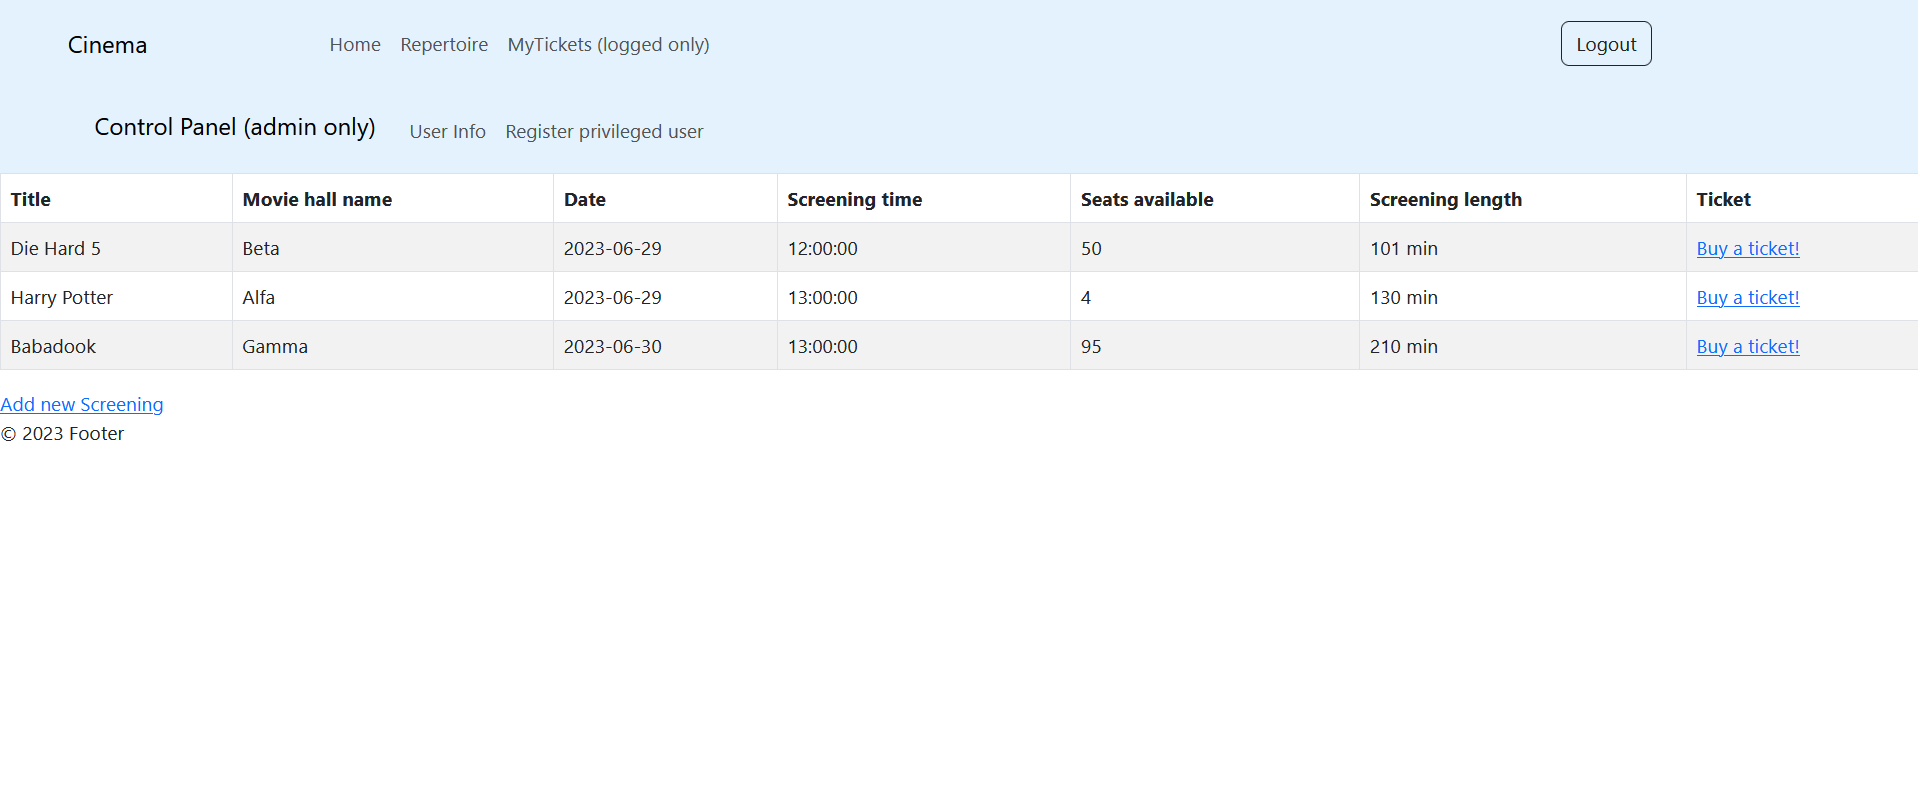 Cinema Home Repertoire MyTickets (logged only) Logout
Control Panel (admin only) User Info Register privileged user
Title Movie hall name Date Screening time Seats available Screening length Ticket
Die Hard 5 Beta 2023-06-29 12:00:00 50 101 min Buy a ticket!
Harry Potter Alfa 2023-06-29 13:00:00 4 130 min Buy a ticket!
Babadook Gamma 2023-06-30 13:00:00 95 210 min Buy a ticket!
Add new Screening
© 2023 Footer